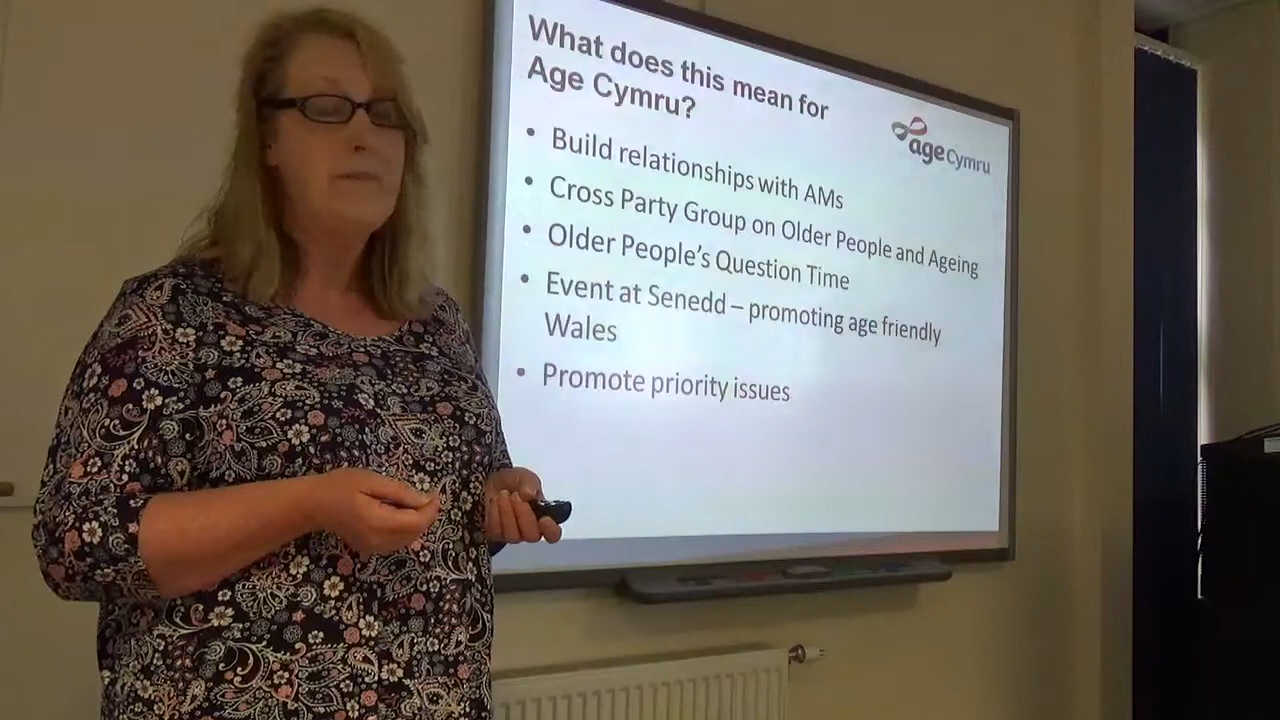 What does this mean for
Age Cymru?
age Cymru
• Build relationships with AMs
• Cross Party Group on Older People and Ageing
• Older People's Question Time
• Event at Senedd – promoting age friendly
Wales
• Promote priority issues